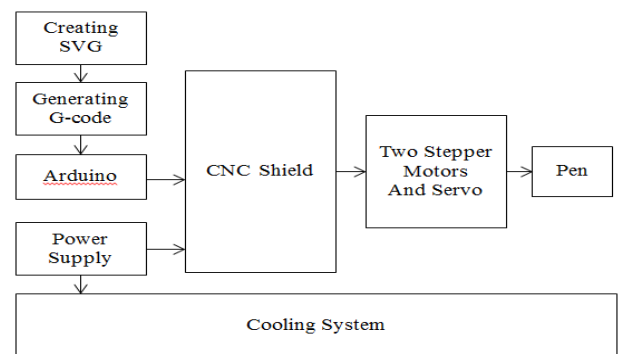 Creating
SVG
Generating
G-code
Arduino
Power
Supply
CNC Shield
Two Stepper
Motors
And Servo
Pen
Cooling System